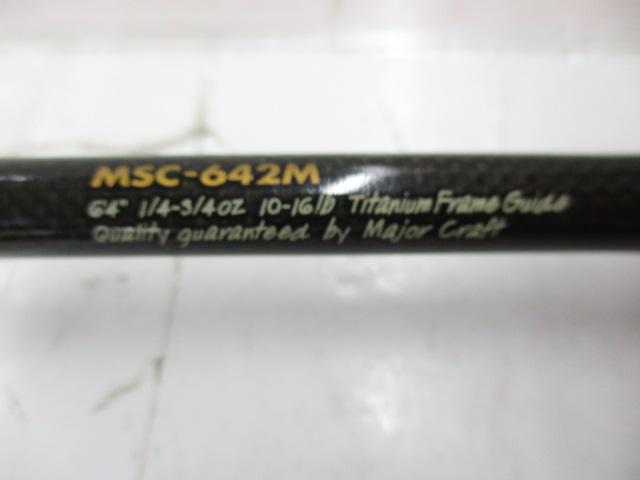 MSC-642M
64" 1/4-3/4oz 10-16lb Titanium Frame Guide
Quality guaranteed by Major Craft